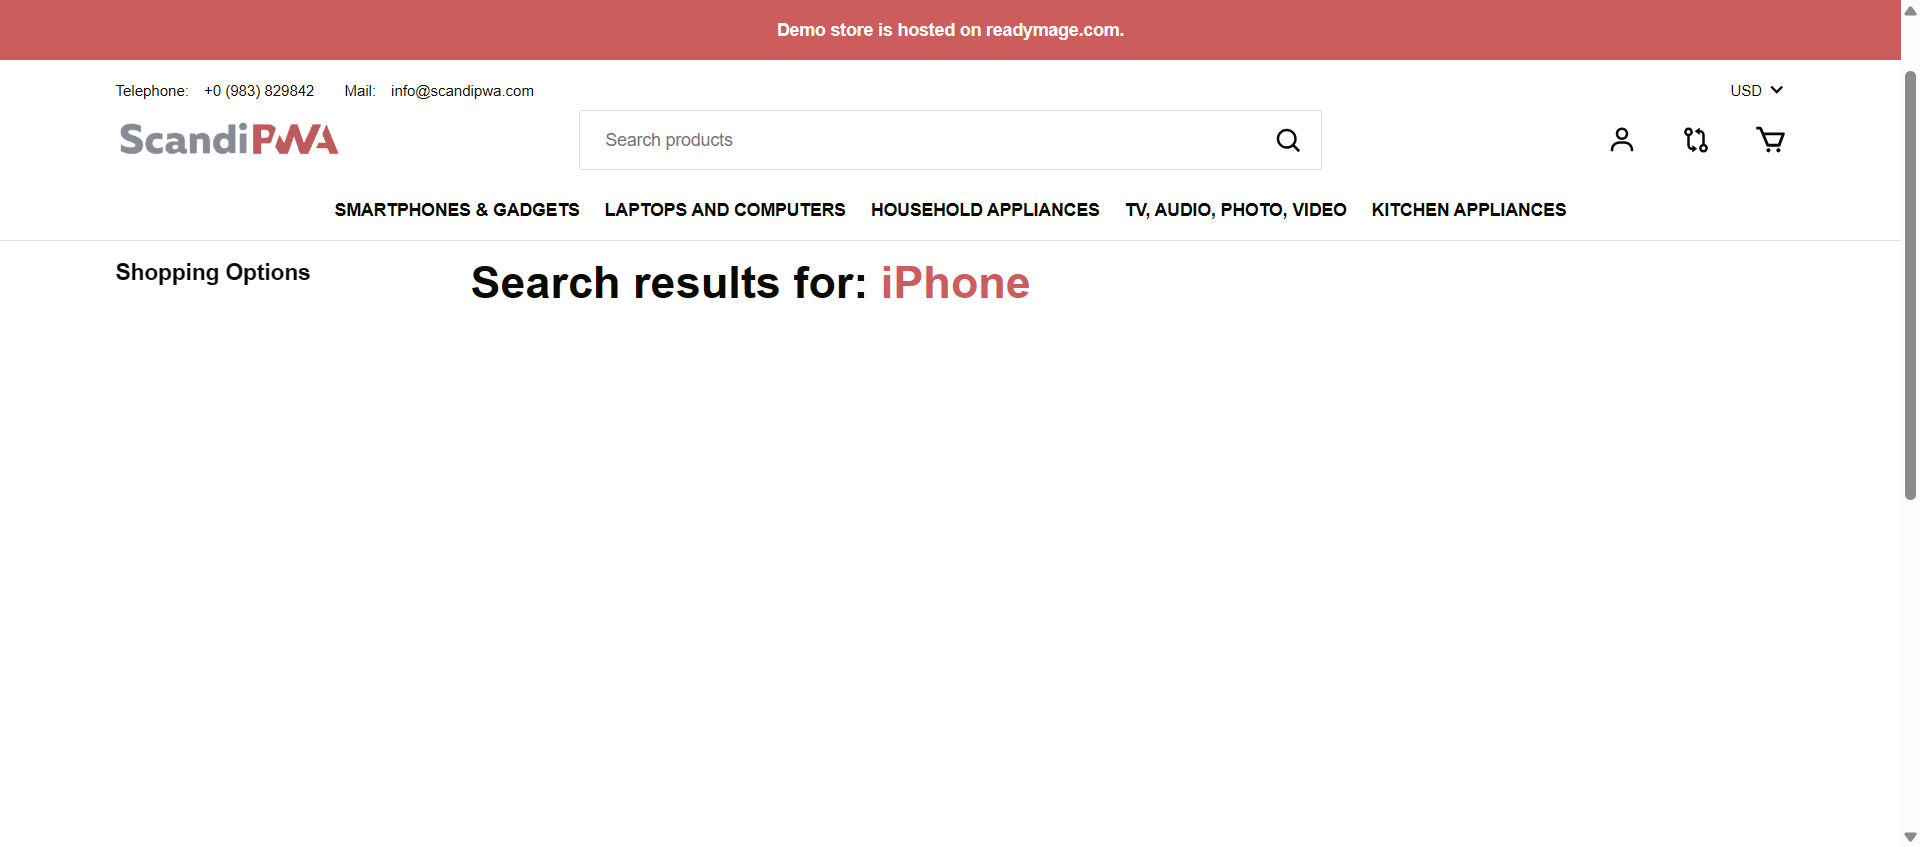 Demo store is hosted on readymage.com.
Telephone: +0 (983) 829842 Mail: info@scandipwa.com USD
ScandiPWA Search products
SMARTPHONES & GADGETS LAPTOPS AND COMPUTERS HOUSEHOLD APPLIANCES TV, AUDIO, PHOTO, VIDEO KITCHEN APPLIANCES
Shopping Options
Search results for: iPhone